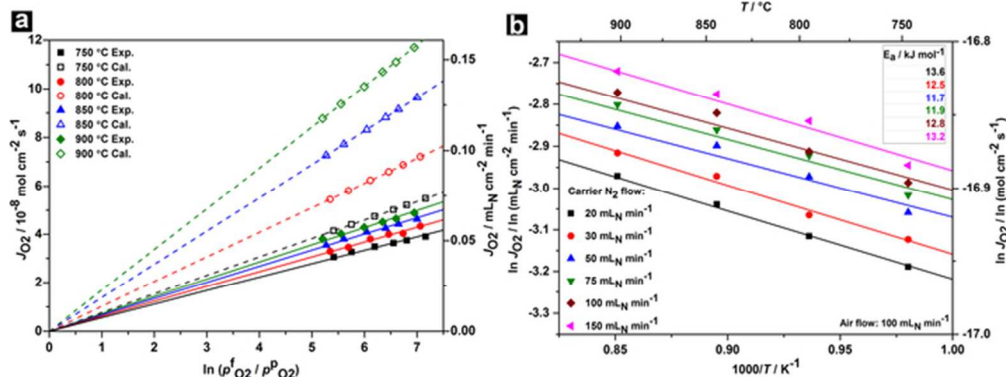 a
12
10
8
6
4
2
0
J_O2 / 10^-8 mol cm^-2 s^-1
750 °C Exp.
750 °C Cal.
800 °C Exp.
800 °C Cal.
850 °C Exp.
850 °C Cal.
900 °C Exp.
900 °C Cal.
0.15
0.10
0.05
0.00
J_O2 / mL_N cm^-2 min^-1
0 1 2 3 4 5 6 7
ln (p^f_O2 / p^p_O2)
b
T / °C
900 850 800 750
-2.7
-2.8
-2.9
-3.0
-3.1
-3.2
-3.3
ln J_O2 / ln (mL_N cm^-2 min^-1)
E_a / kJ mol^-1
13.6
12.5
11.7
11.9
12.8
13.2
Carrier N_2 flow:
20 mL_N min^-1
30 mL_N min^-1
50 mL_N min^-1
75 mL_N min^-1
100 mL_N min^-1
150 mL_N min^-1
Air flow: 100 mL_N min^-1
-16.8
-16.9
-17.0
ln J_O2 / ln (mol cm^-2 s^-1)
0.85 0.900 0.95 1.00
1000/T / K^-1